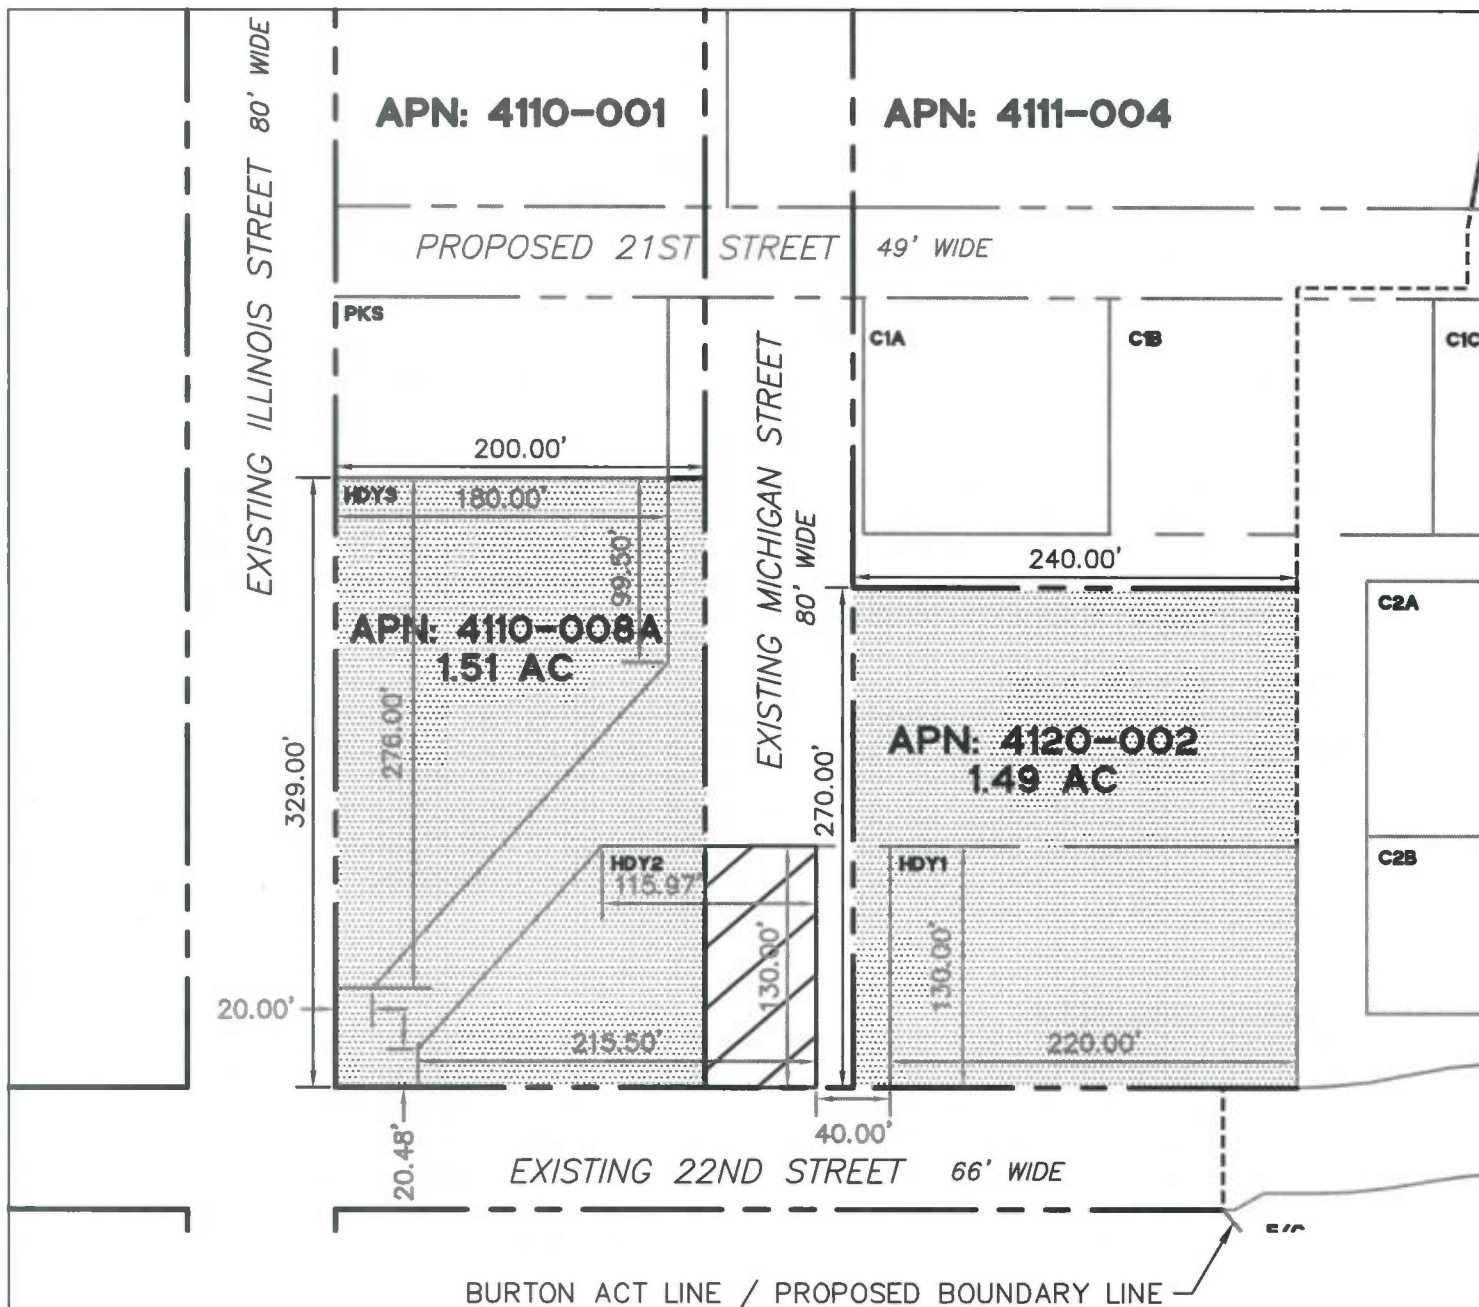 EXISTING ILLINOIS STREET 80' WIDE
APN: 4110-001
APN: 4111-004
PROPOSED 21ST STREET 49' WIDE
PKS
C1A
C1B
C1C
EXISTING MICHIGAN STREET
80' WIDE
200.00'
HDY3
180.00'
99.50'
240.00'
C2A
APN: 4110-008A
1.51 AC
276.00'
329.00'
270.00'
APN: 4120-002
1.49 AC
HDY2
115.97'
HDY1
C2B
130.00'
130.00'
20.00'
215.50'
220.00'
40.00'
20.48'
EXISTING 22ND STREET 66' WIDE
BURTON ACT LINE / PROPOSED BOUNDARY LINE